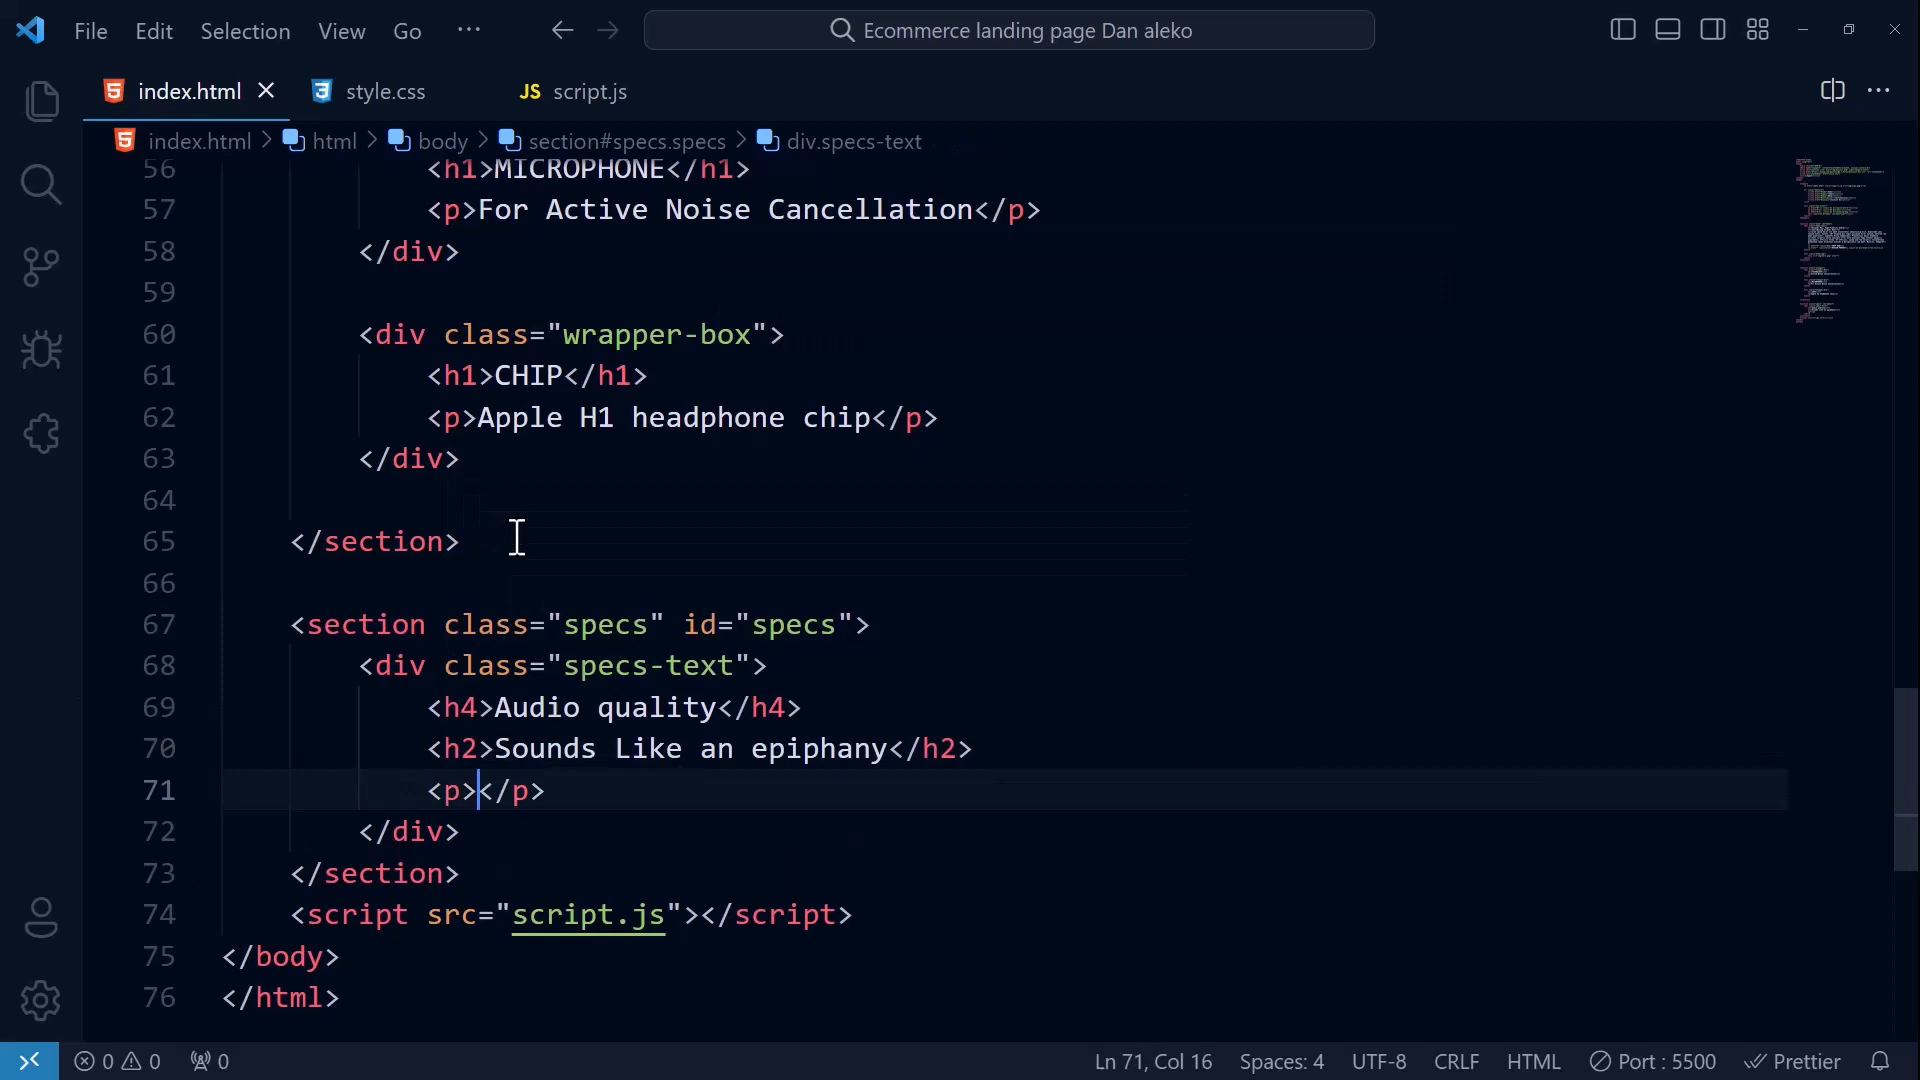 File Edit Selection View Go ··· Ecommerce landing page Dan aleko
index.html style.css JS script.js
index.html > html > body > section#specs.specs > div.specs-text
56 <h1>MICROPHONE</h1>
57 <p>For Active Noise Cancellation</p>
58 </div>
59
60 <div class="wrapper-box">
61 <h1>CHIP</h1>
62 <p>Apple H1 headphone chip</p>
63 </div>
64
65 </section>
66
67 <section class="specs" id="specs">
68 <div class="specs-text">
69 <h4>Audio quality</h4>
70 <h2>Sounds Like an epiphany</h2>
71 <p></p>
72 </div>
73 </section>
74 <script src="script.js"></script>
75 </body>
76 </html>
0 0 0 Ln 71, Col 16 Spaces: 4 UTF-8 CRLF HTML Port : 5500 Prettier